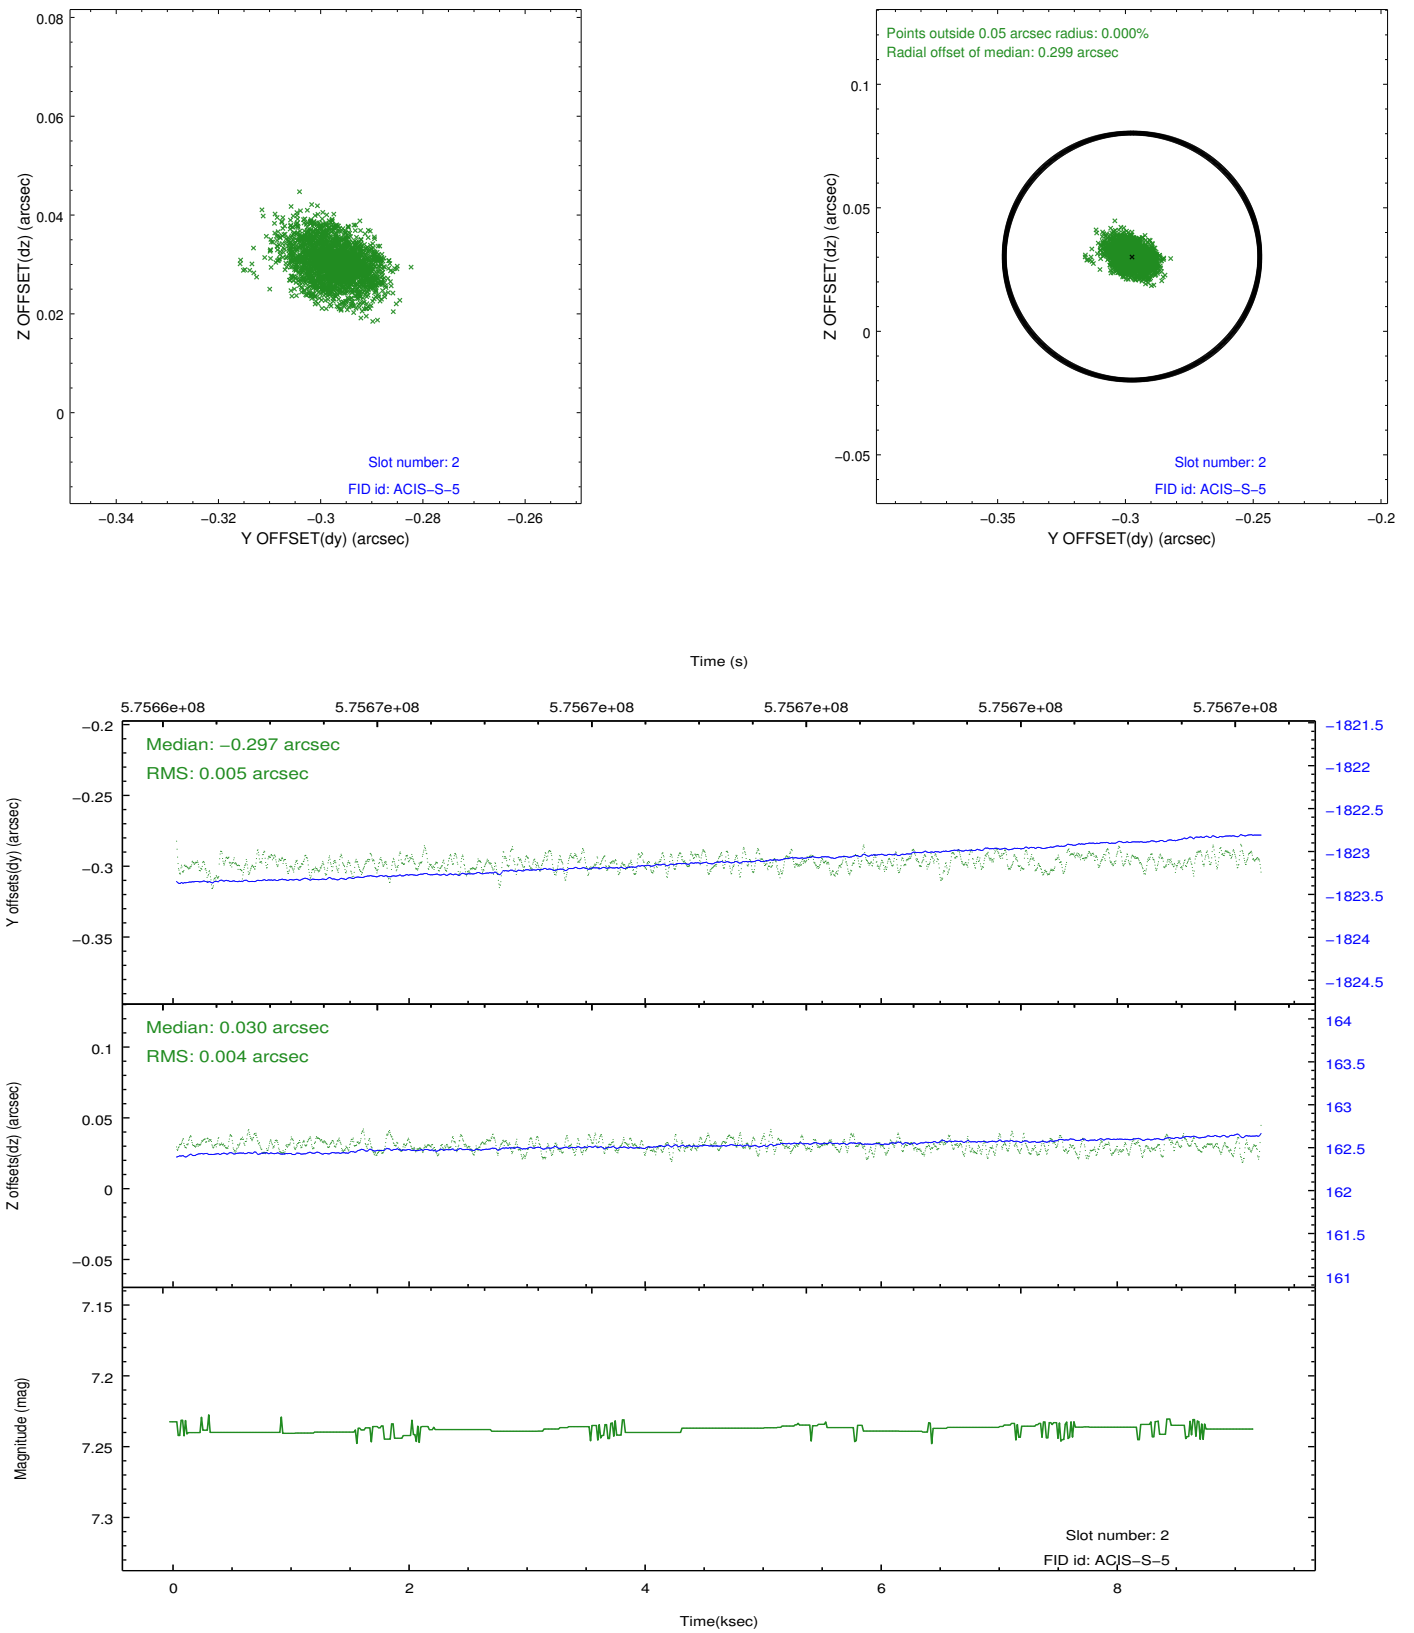 0.08
0.06
0.04
0.02
0
Z OFFSET(dz) (arcsec)
Slot number: 2
FID id: ACIS−S−5
−0.34
−0.32
−0.3
−0.28
−0.26
Y OFFSET(dy) (arcsec)
Points outside 0.05 arcsec radius: 0.000%
Radial offset of median: 0.299 arcsec
0.1
0.05
0
−0.05
Z OFFSET(dz) (arcsec)
Slot number: 2
FID id: ACIS−S−5
−0.35
−0.3
−0.25
−0.2
Y OFFSET(dy) (arcsec)
Time (s)
5.7566e+08
5.7567e+08
5.7567e+08
5.7567e+08
5.7567e+08
5.7567e+08
Median: −0.297 arcsec
RMS: 0.005 arcsec
−0.2
−0.25
−0.3
−0.35
Y offsets(dy) (arcsec)
−1821.5
−1822
−1822.5
−1823
−1823.5
−1824
−1824.5
Median: 0.030 arcsec
RMS: 0.004 arcsec
0.1
0.05
0
−0.05
Z offsets(dz) (arcsec)
164
163.5
163
162.5
162
161.5
161
7.15
7.2
7.25
7.3
Magnitude (mag)
Slot number: 2
FID id: ACIS−S−5
0
2
4
6
8
Time(ksec)